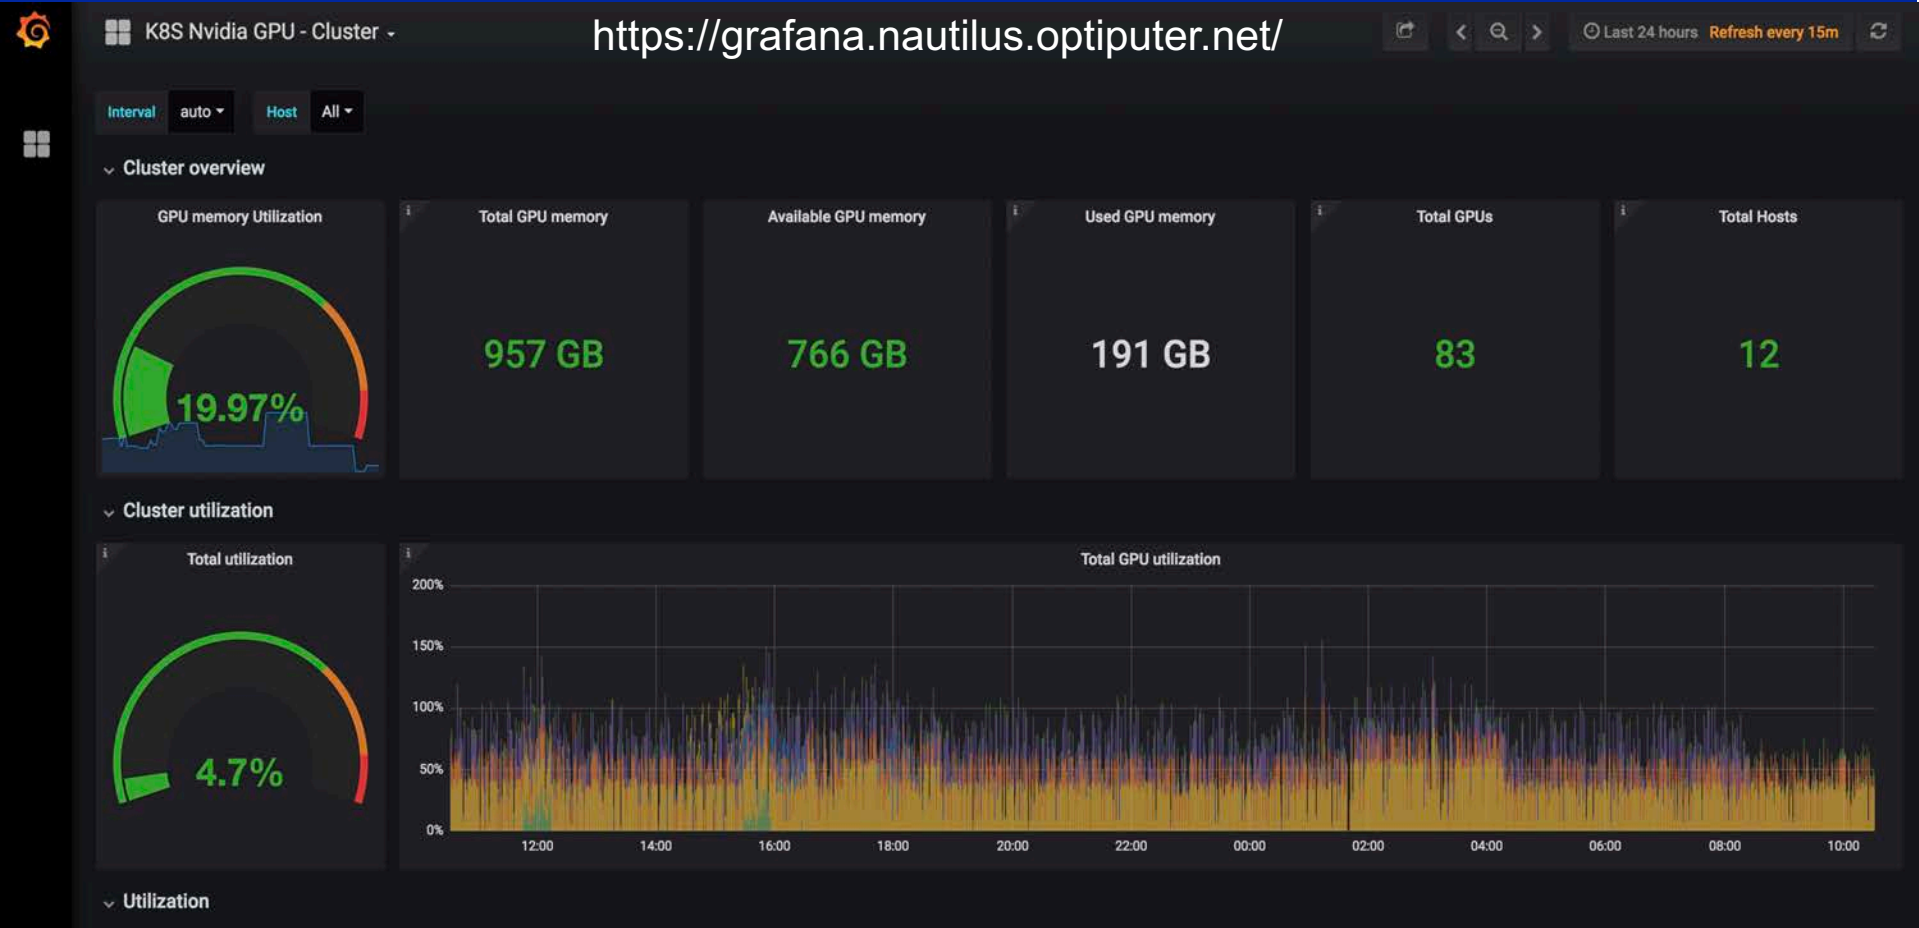 K8S Nvidia GPU - Cluster
https://grafana.nautilus.optiputer.net/
Last 24 hours Refresh every 15m
Interval auto Host All
Cluster overview
GPU memory Utilization
19.97%
Total GPU memory
957 GB
Available GPU memory
766 GB
Used GPU memory
191 GB
Total GPUs
83
Total Hosts
12
Cluster utilization
Total utilization
4.7%
Total GPU utilization
200%
150%
100%
50%
0%
12:00 14:00 16:00 18:00 20:00 22:00 00:00 02:00 04:00 06:00 08:00 10:00
Utilization